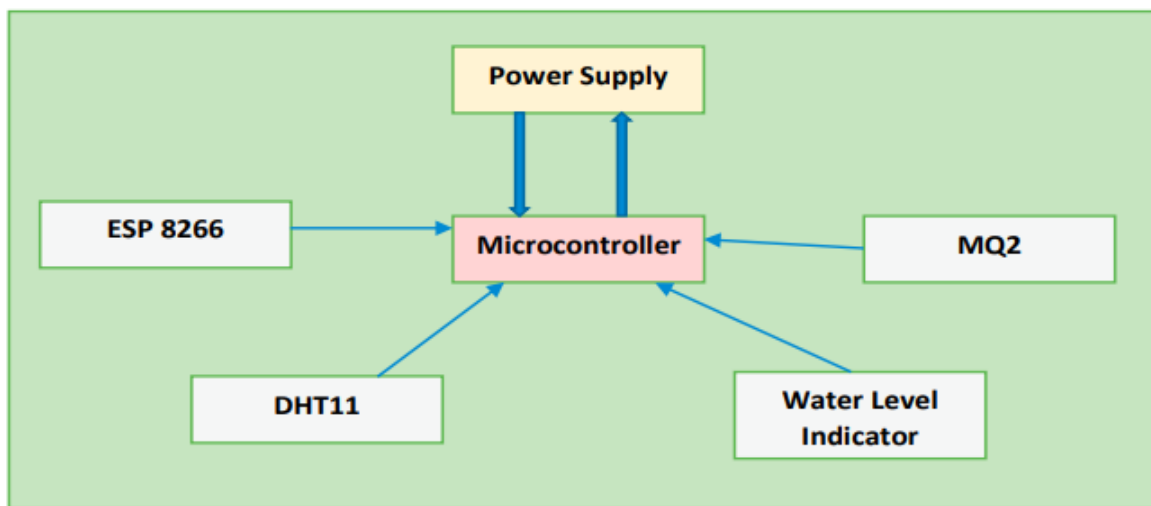 Power Supply
ESP 8266
Microcontroller
MQ2
DHT11
Water Level
Indicator